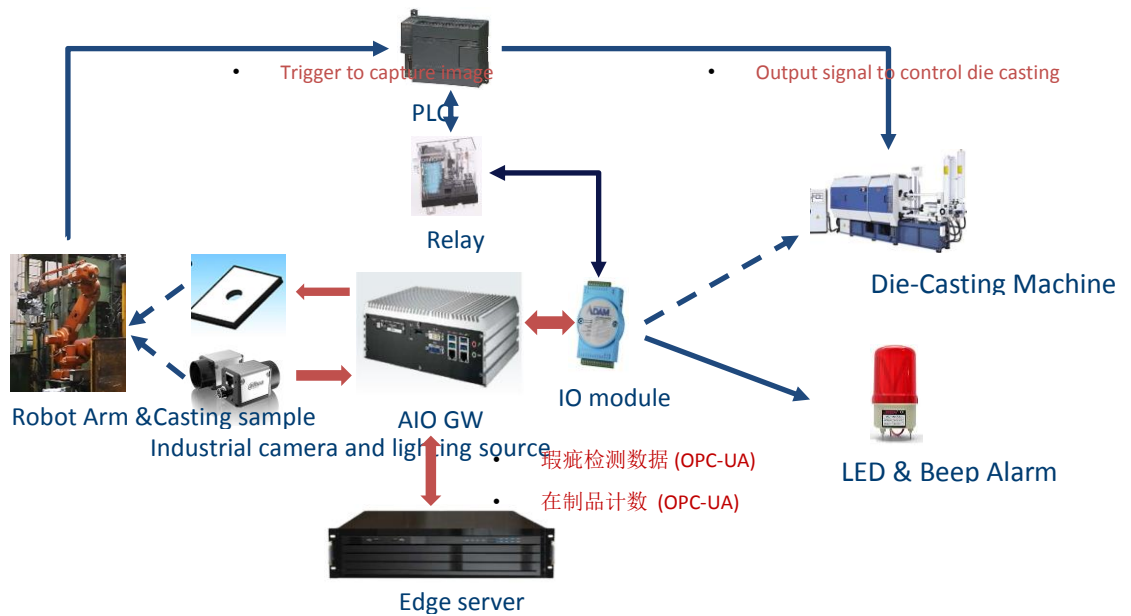 • Trigger to capture image
• Output signal to control die casting
PLC
Relay
Die-Casting Machine
ADAM
IO module
Robot Arm &Casting sample
AIO GW
Industrial camera and lighting source
• 瑕疵检测数据 (OPC-UA)
• 在制品计数 (OPC-UA)
LED & Beep Alarm
Edge server